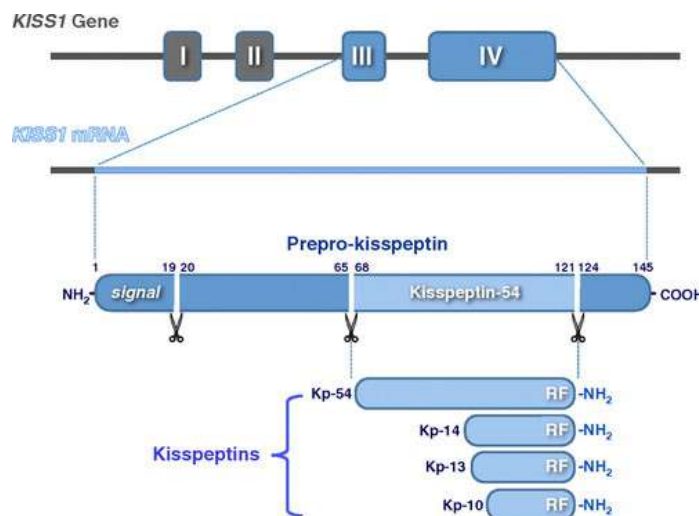 KISS1 Gene
I II III IV
KISS1 mRNA
Prepro-kisspeptin
1 19 20 65 68 121 124 145
NH2 signal Kisspeptin-54 COOH
Kp-54 RF -NH2
Kp-14 RF -NH2
Kisspeptins
Kp-13 RF -NH2
Kp-10 RF -NH2